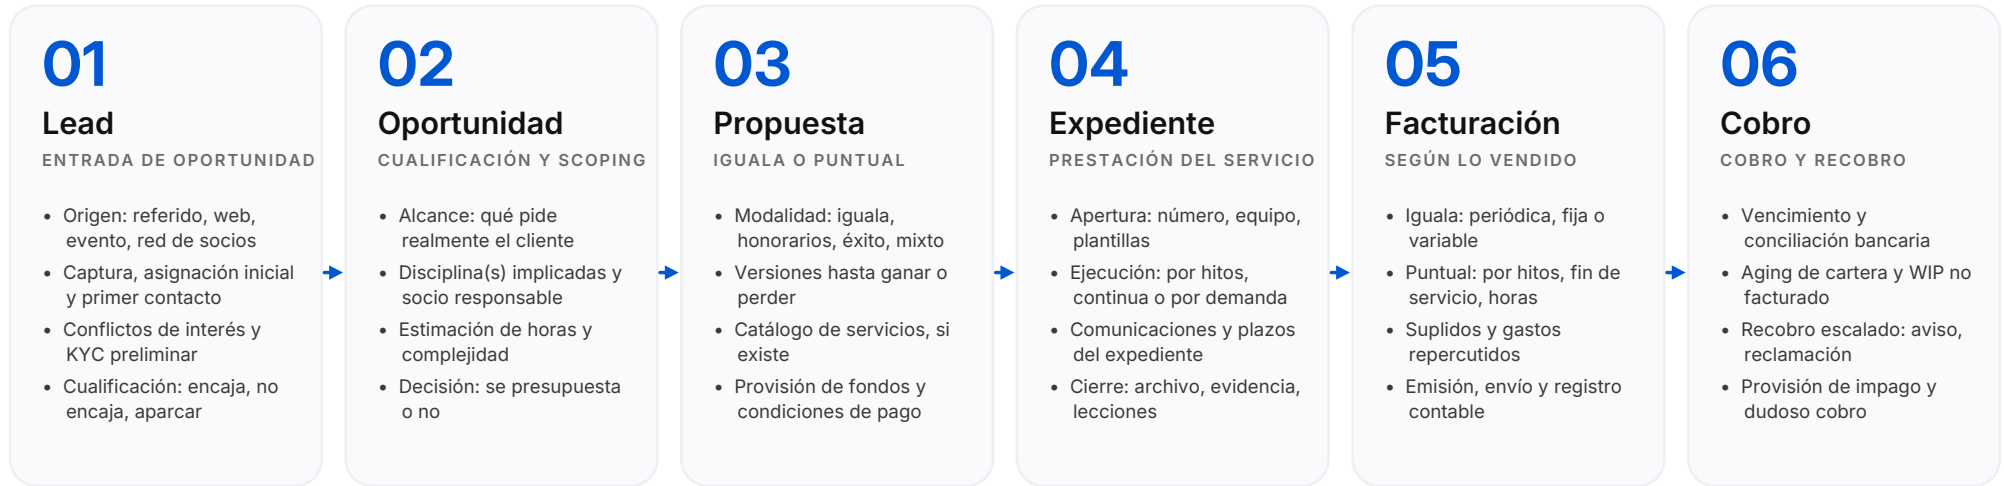 01
Lead
ENTRADA DE OPORTUNIDAD
• Origen: referido, web,
evento, red de socios
• Captura, asignación inicial
y primer contacto
• Conflictos de interés y
KYC preliminar
• Cualificación: encaja, no
encaja, aparcar
02
Oportunidad
CUALIFICACIÓN Y SCOPING
• Alcance: qué pide
realmente el cliente
• Disciplina(s) implicadas y
socio responsable
• Estimación de horas y
complejidad
• Decisión: se presupuesta
o no
03
Propuesta
IGUALA O PUNTUAL
• Modalidad: iguala,
honorarios, éxito, mixto
• Versiones hasta ganar o
perder
• Catálogo de servicios, si
existe
• Provisión de fondos y
condiciones de pago
04
Expediente
PRESTACIÓN DEL SERVICIO
• Apertura: número, equipo,
plantillas
• Ejecución: por hitos,
continua o por demanda
• Comunicaciones y plazos
del expediente
• Cierre: archivo, evidencia,
lecciones
05
Facturación
SEGÚN LO VENDIDO
• Iguala: periódica, fija o
variable
• Puntual: por hitos, fin de
servicio, horas
• Suplidos y gastos
repercutidos
• Emisión, envío y registro
contable
06
Cobro
COBRO Y RECOBRO
• Vencimiento y
conciliación bancaria
• Aging de cartera y WIP no
facturado
• Recobro escalado: aviso,
reclamación
• Provisión de impago y
dudoso cobro